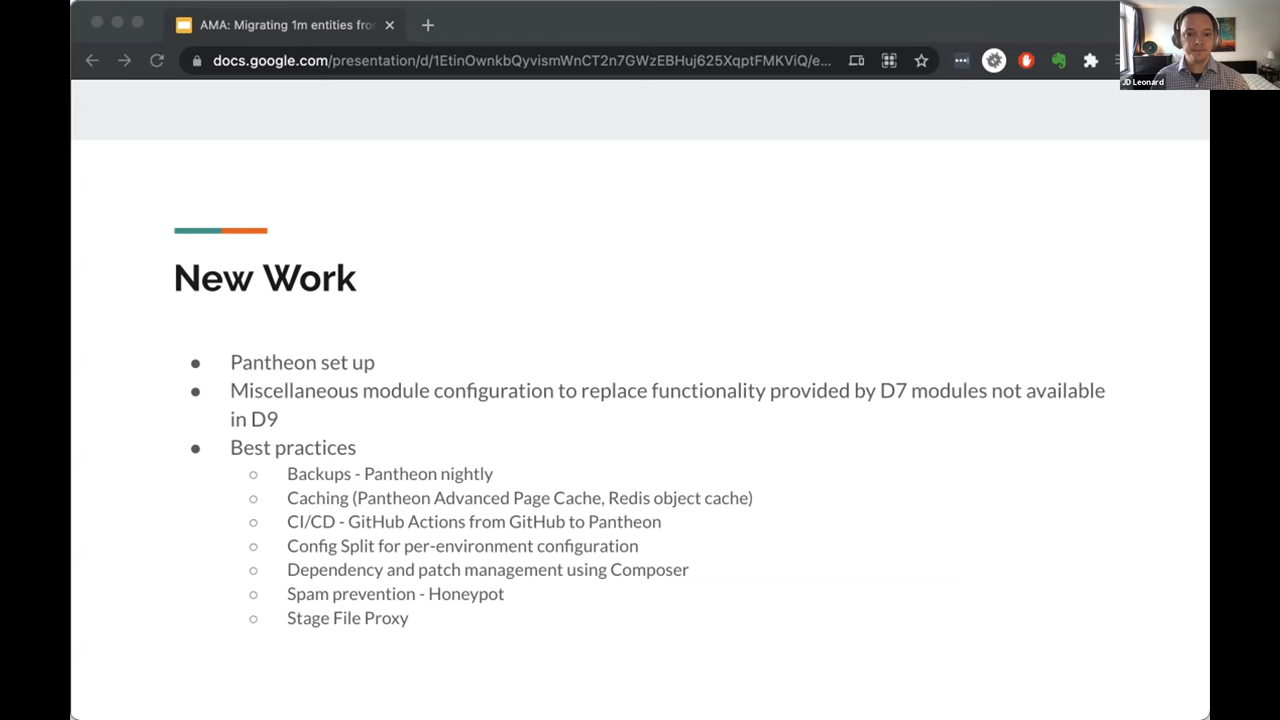 AMA: Migrating 1m entities fro
docs.google.com/presentation/d/1EtinOwnkbQyvismWnCT2n7GWzEBHuj625XqptFMKViQ/e...
JD Leonard
New Work
● Pantheon set up
● Miscellaneous module configuration to replace functionality provided by D7 modules not available
in D9
● Best practices
○ Backups - Pantheon nightly
○ Caching (Pantheon Advanced Page Cache, Redis object cache)
○ CI/CD - GitHub Actions from GitHub to Pantheon
○ Config Split for per-environment configuration
○ Dependency and patch management using Composer
○ Spam prevention - Honeypot
○ Stage File Proxy